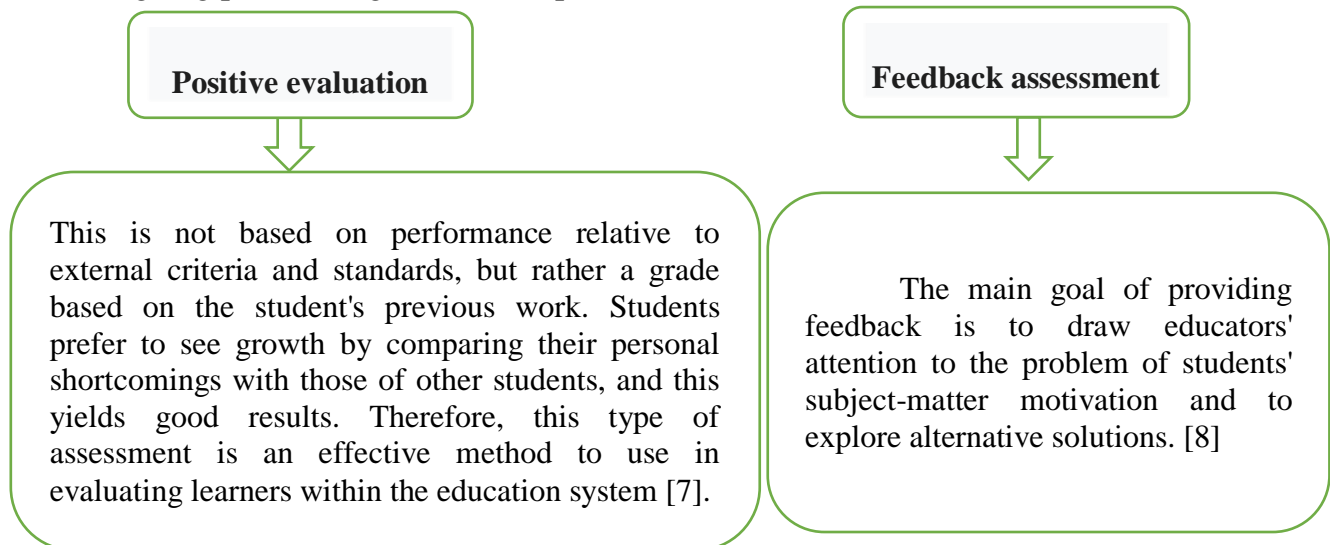 Positive evaluation
Feedback assessment
This is not based on performance relative to
external criteria and standards, but rather a grade
based on the student's previous work. Students
prefer to see growth by comparing their personal
shortcomings with those of other students, and this
yields good results. Therefore, this type of
assessment is an effective method to use in
evaluating learners within the education system [7].
The main goal of providing
feedback is to draw educators'
attention to the problem of students'
subject-matter motivation and to
explore alternative solutions. [8]